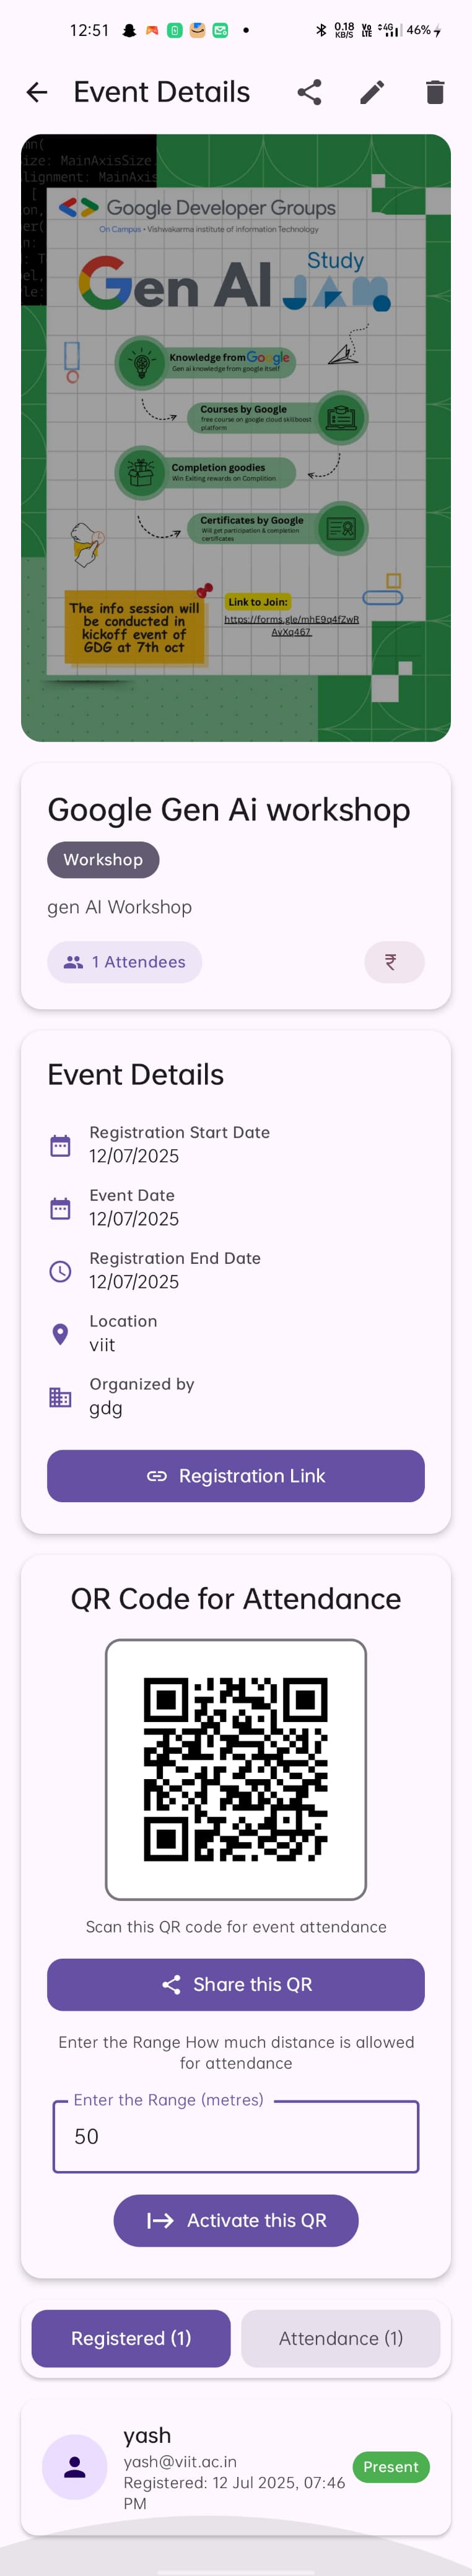 12:51
0.18
KB/S
Vo
LTE
4G
46%
Event Details
mn(
ize: MainAxisSize
lignment: MainAxis
[
on,
er(
n:
: T
el,
le:
Google Developer Groups
On Campus • Vishwakarma institute of information Technology
Gen AI Study Jam
Knowledge from Google
Gen ai knowledge from google itself
Courses by Google
free course on google cloud skillboost
platform
Completion goodies
Win Exiting rewards on Complition
Certificates by Google
Will get participation & completion
certificates
The info session will
be conducted in
kickoff event of
GDG at 7th oct
Link to Join:
https://forms.gle/mhE9q4fZwR
AvXq467
Google Gen Ai workshop
Workshop
gen AI Workshop
1 Attendees
₹
Event Details
Registration Start Date
12/07/2025
Event Date
12/07/2025
Registration End Date
12/07/2025
Location
viit
Organized by
gdg
Registration Link
QR Code for Attendance
Scan this QR code for event attendance
Share this QR
Enter the Range How much distance is allowed
for attendance
Enter the Range (metres)
50
Activate this QR
Registered (1)
Attendance (1)
yash
yash@viit.ac.in
Registered: 12 Jul 2025, 07:46
PM
Present